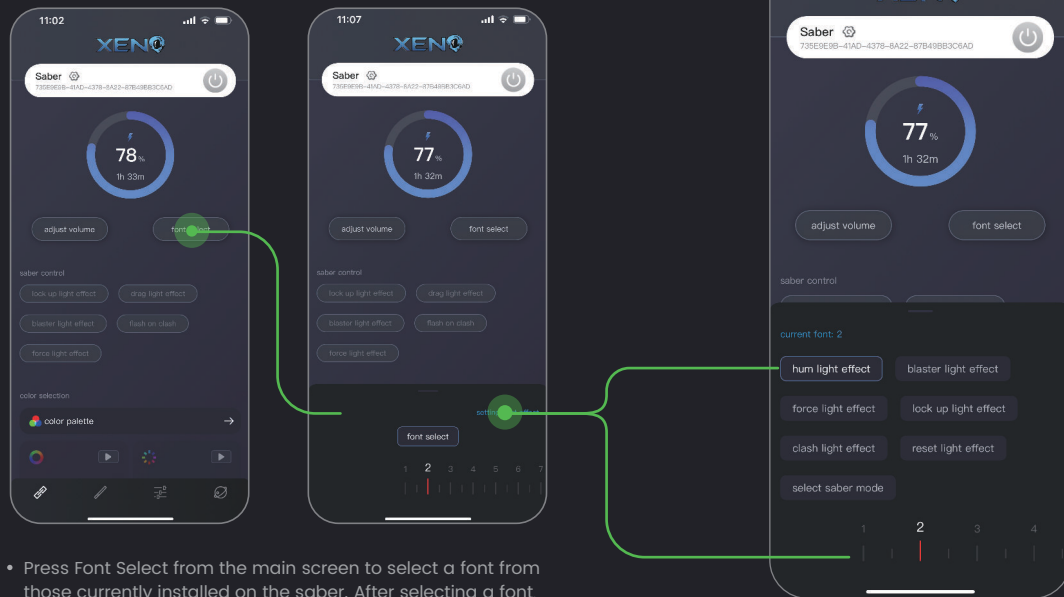 11:02
XENO
Saber
735E9E9B-41AD-4378-8A22-87B49BB3C6AD
78%
1h 33m
adjust volume
font select
saber control
lock up light effect
drag light effect
blaster light effect
flash on clash
force light effect
color selection
color palette
11:07
XENO
Saber
735E9E9B-41AD-4378-8A22-87B49BB3C6AD
77%
1h 32m
adjust volume
font select
saber control
lock up light effect
drag light effect
blaster light effect
flash on clash
force light effect
font select
1 2 3 4 5 6 7
Saber
735E9E9B-41AD-4378-8A22-87B49BB3C6AD
77%
1h 32m
adjust volume
font select
saber control
current font: 2
hum light effect
blaster light effect
force light effect
lock up light effect
clash light effect
reset light effect
select saber mode
1 2 3 4
• Press Font Select from the main screen to select a font from
those currently installed on the saber. After selecting a font